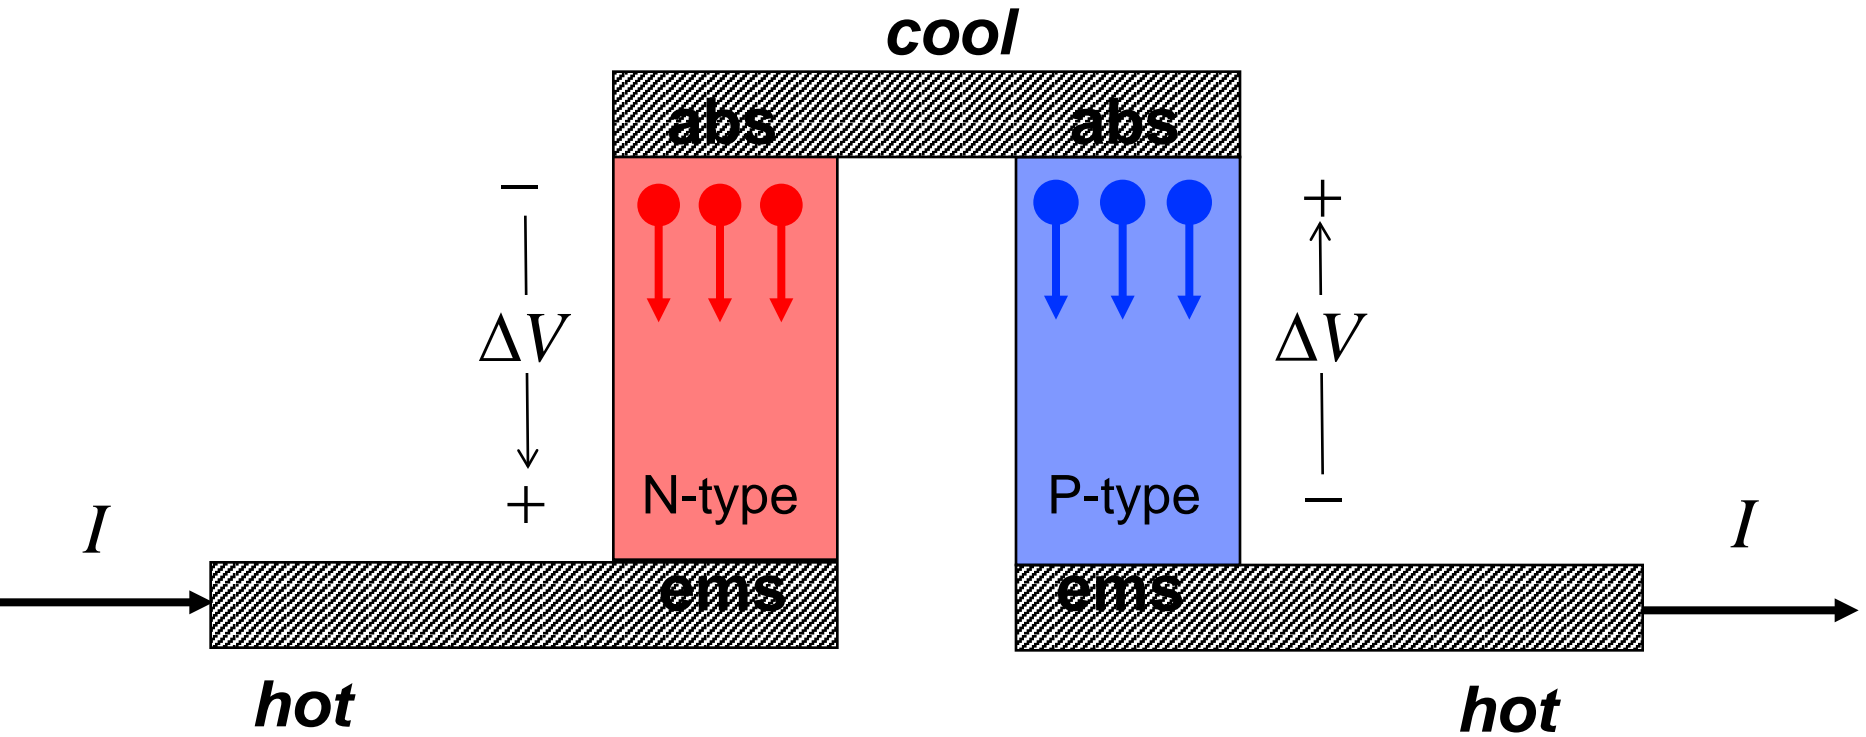 cool
abs abs
− +
ΔV ΔV
N-type P-type
+ −
I I
ems ems
hot hot